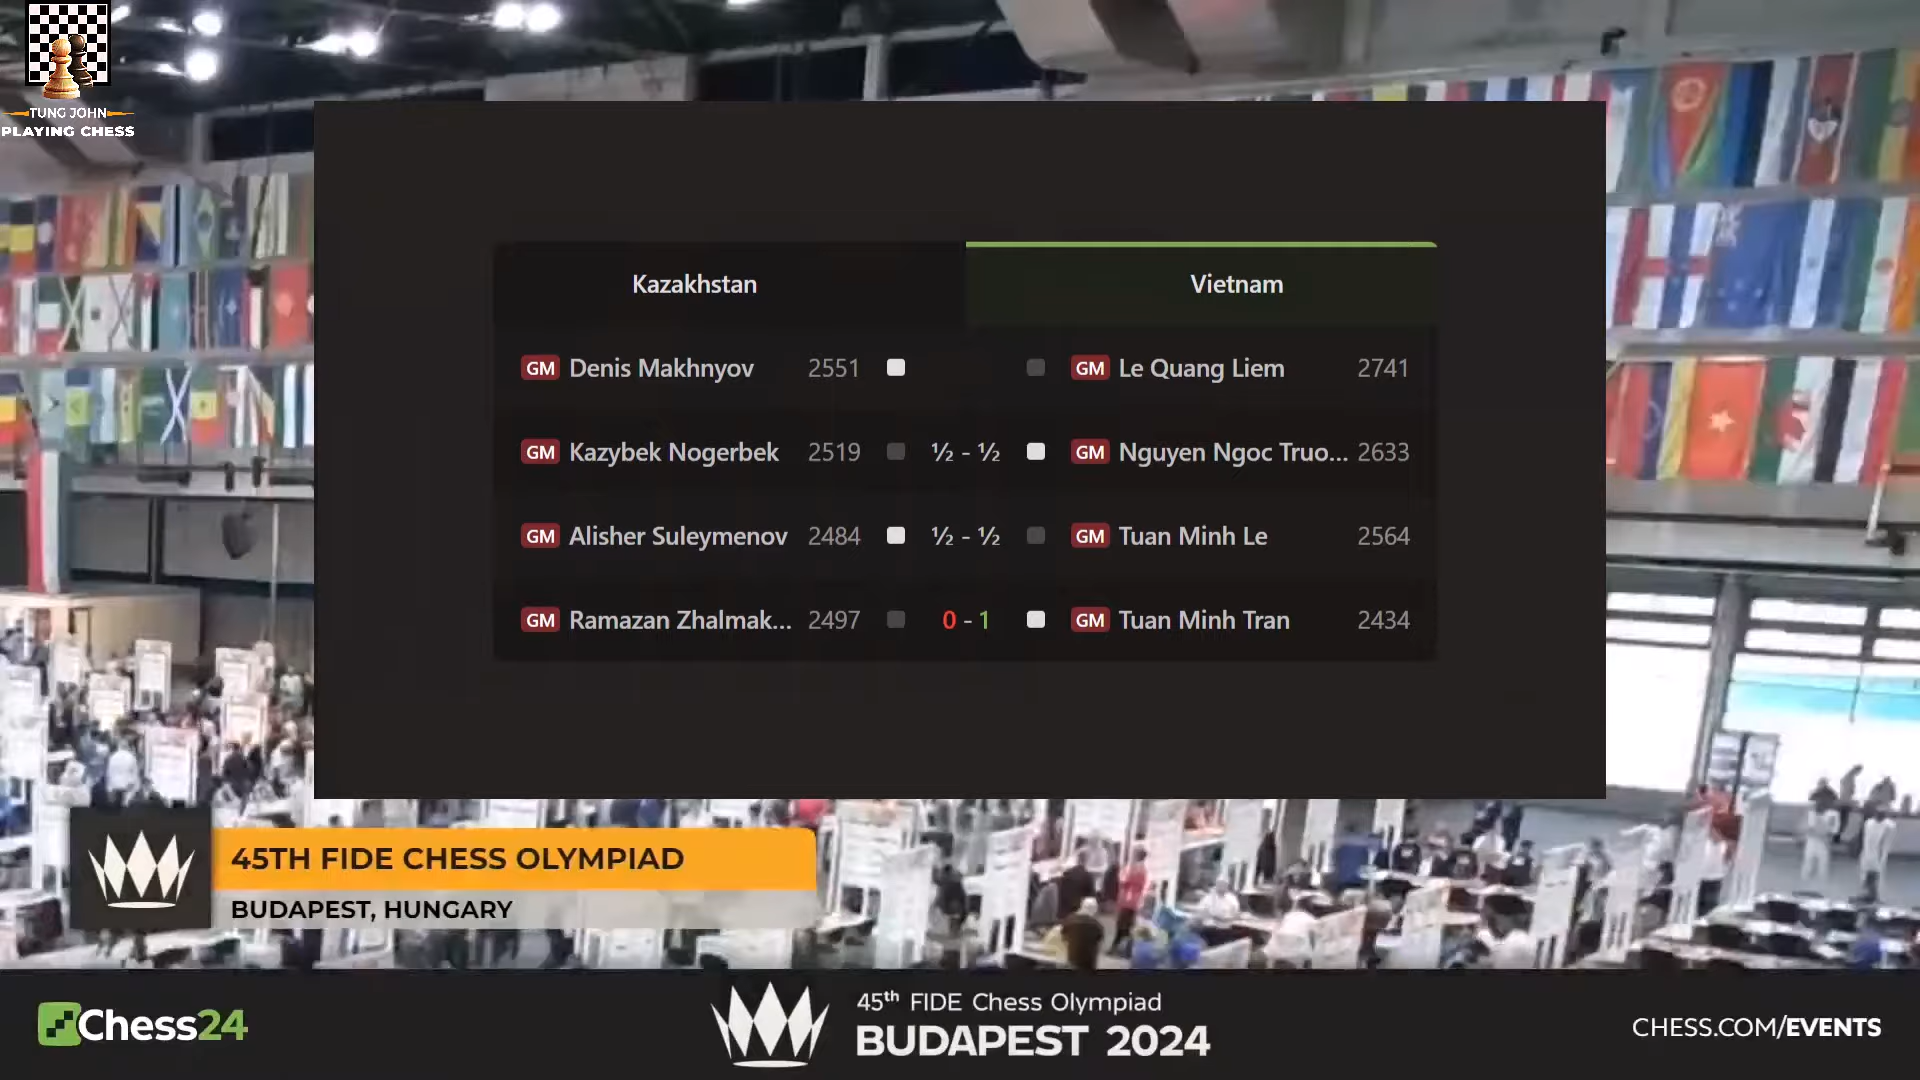 TUNG JOHN
PLAYING CHESS
Kazakhstan
Vietnam
GM Denis Makhnyov 2551 GM Le Quang Liem 2741
GM Kazybek Nogerbek 2519 ½ - ½ GM Nguyen Ngoc Truo... 2633
GM Alisher Suleymenov 2484 ½ - ½ GM Tuan Minh Le 2564
GM Ramazan Zhalmak... 2497 0 - 1 GM Tuan Minh Tran 2434
45TH FIDE CHESS OLYMPIAD
BUDAPEST, HUNGARY
Chess24
45th FIDE Chess Olympiad
BUDAPEST 2024
CHESS.COM/EVENTS